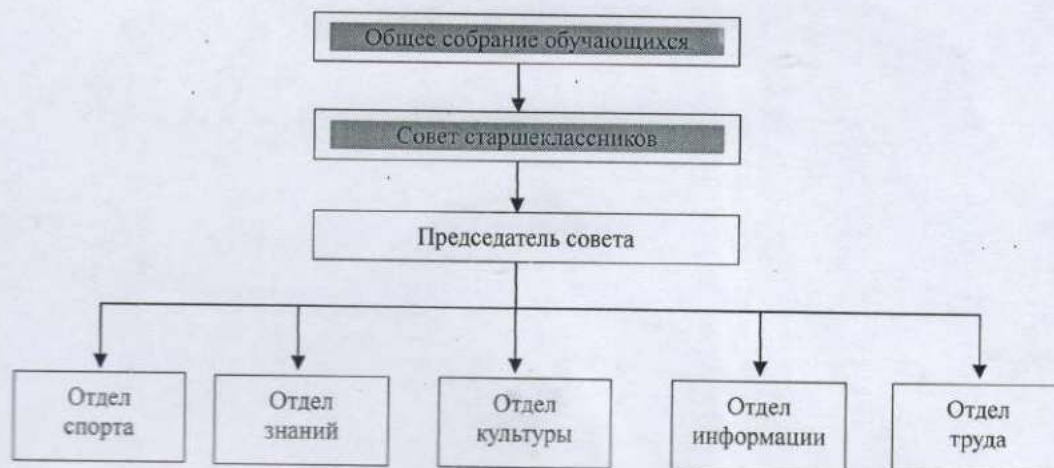 Общее собрание обучающихся
Совет старшеклассников
Председатель совета
Отдел
спорта
Отдел
знаний
Отдел
культуры
Отдел
информации
Отдел
труда